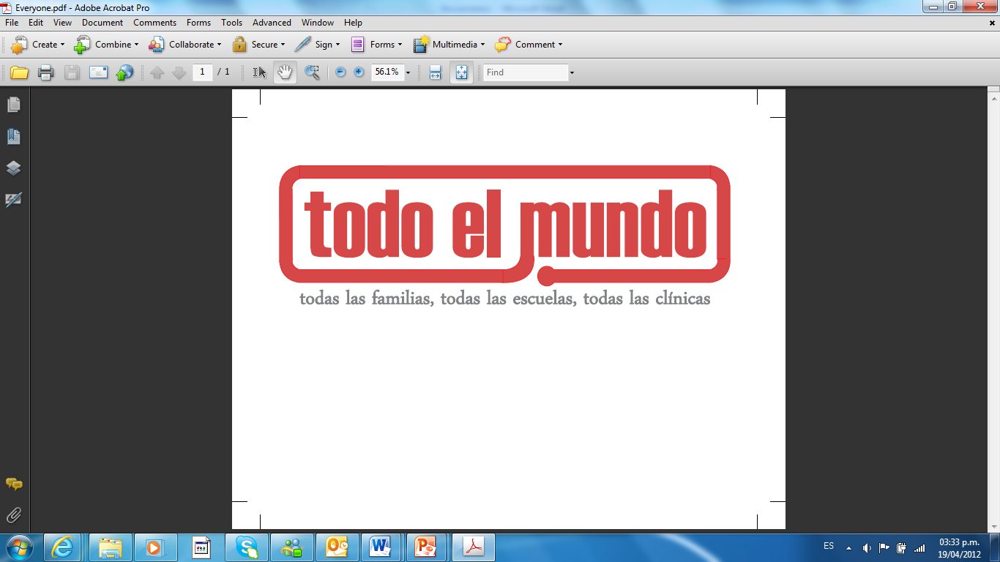 Everyone.pdf - Adobe Acrobat Pro
File Edit View Document Comments Forms Tools Advanced Window Help
Create Combine Collaborate Secure Sign Forms Multimedia Comment
1 / 1 56.1% Find
todo el mundo
todas las familias, todas las escuelas, todas las clínicas
ES 03:33 p.m.
19/04/2012